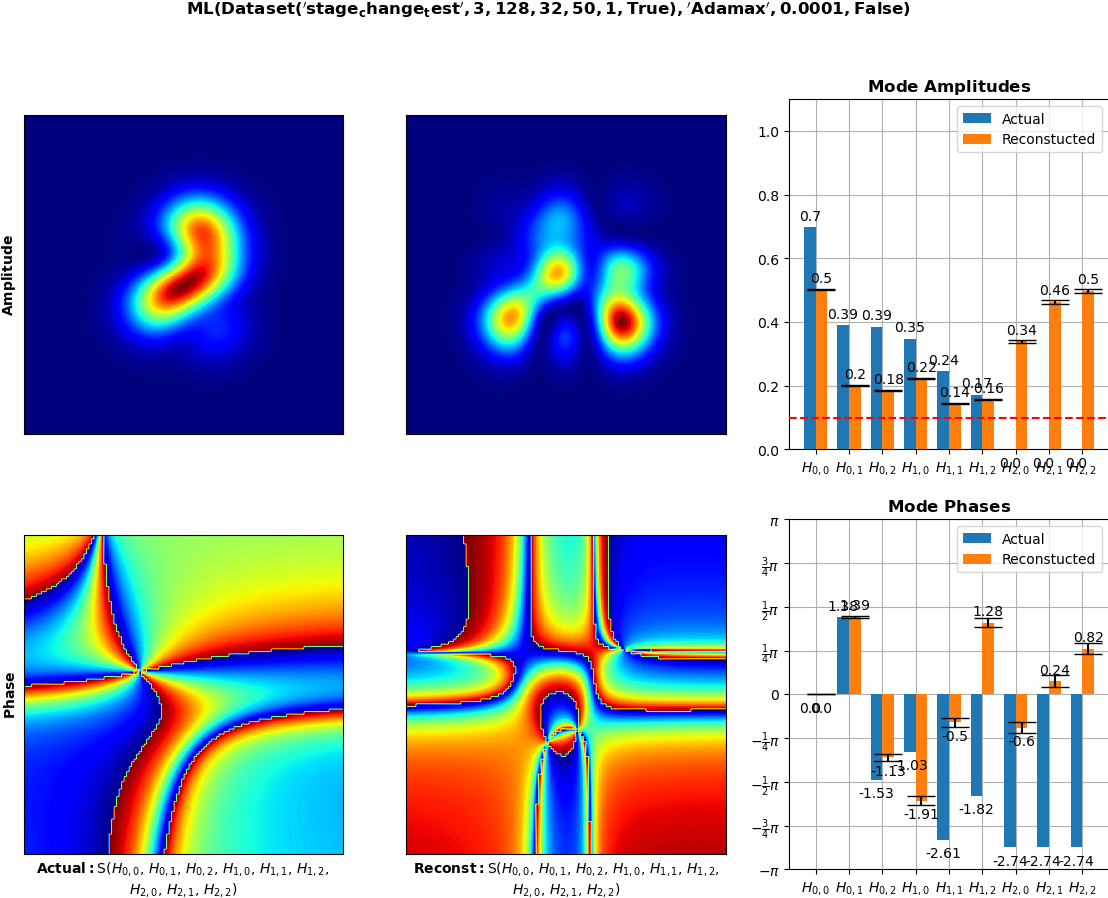 ML(Dataset('stage_change_test', 3, 128, 32, 50, 1, True), 'Adamax', 0.0001, False)
Amplitude
Mode Amplitudes
Actual
Reconstucted
1.0
0.8
0.6
0.4
0.2
0.0
0.7
0.5
0.39
0.2
0.39
0.18
0.35
0.22
0.24
0.14
0.17
0.16
0.0
0.34
0.0
0.46
0.0
0.5
H0,0 H0,1 H0,2 H1,0 H1,1 H1,2 H2,0 H2,1 H2,2
Phase
Actual: S(H0,0, H0,1, H0,2, H1,0, H1,1, H1,2,
H2,0, H2,1, H2,2)
Reconst: S(H0,0, H0,1, H0,2, H1,0, H1,1, H1,2,
H2,0, H2,1, H2,2)
Mode Phases
Actual
Reconstucted
π
3/4π
1/2π
1/4π
0
−1/4π
−1/2π
−3/4π
−π
0.0
0.0
1.38
1.39
-1.53
-1.13
-1.03
-1.91
-2.61
-0.5
-1.82
1.28
-2.74
-0.6
-2.74
0.24
-2.74
0.82
H0,0 H0,1 H0,2 H1,0 H1,1 H1,2 H2,0 H2,1 H2,2